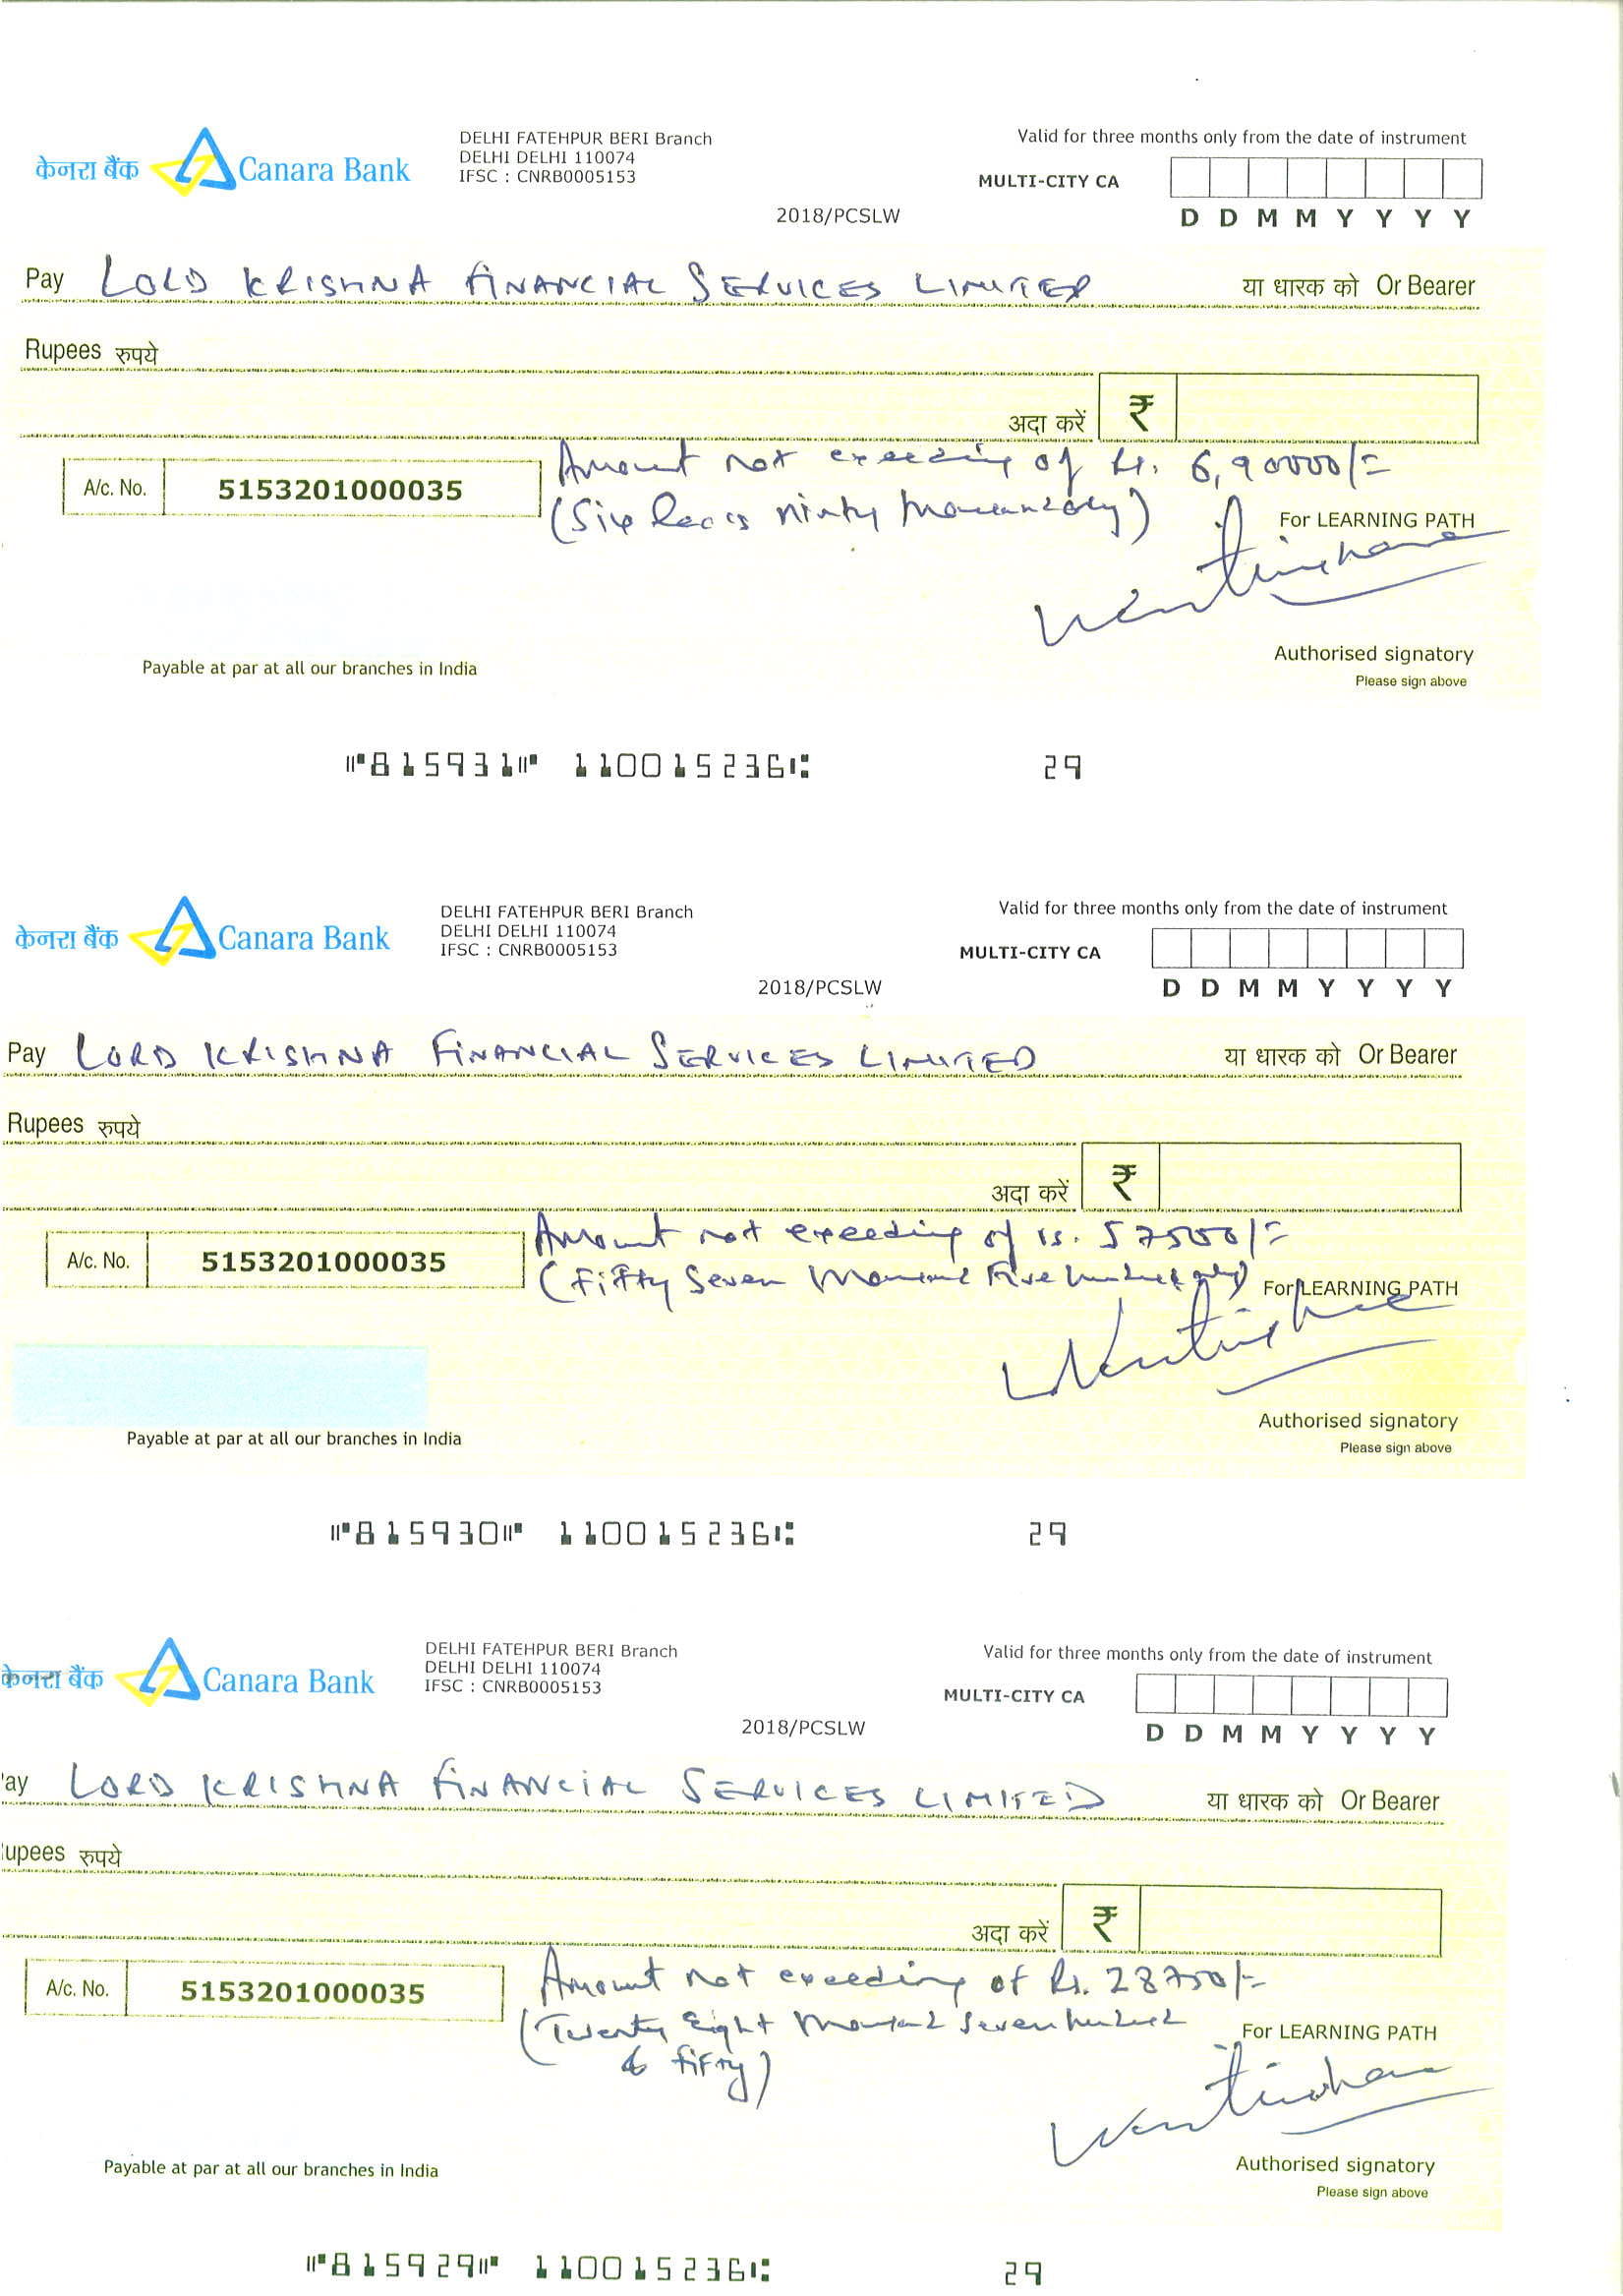 केनरा बैंक Canara Bank
DELHI FATEHPUR BERI Branch
DELHI DELHI 110074
IFSC : CNRB0005153
2018/PCSLW
Valid for three months only from the date of instrument
MULTI-CITY CA
D D M M Y Y Y Y
Pay LORD KRISHNA FINANCIAL SERVICES LIMITED या धारक को Or Bearer
Rupees रुपये
अदा करें ₹
A/c. No. 5153201000035
Amount not exceeding of Rs. 6,90000/=
(Six Lacs Ninty thousand only)
For LEARNING PATH
Authorised signatory
Please sign above
Payable at par at all our branches in India
⑈815931⑈ 110015236⑆ 29
केनरा बैंक Canara Bank
DELHI FATEHPUR BERI Branch
DELHI DELHI 110074
IFSC : CNRB0005153
2018/PCSLW
Valid for three months only from the date of instrument
MULTI-CITY CA
D D M M Y Y Y Y
Pay LORD KRISHNA FINANCIAL SERVICES LIMITED या धारक को Or Bearer
Rupees रुपये
अदा करें ₹
A/c. No. 5153201000035
Amount not exeeding of rs. 57500/=
(Fifty Seven thousand Five hundred only)
For LEARNING PATH
Authorised signatory
Please sign above
Payable at par at all our branches in India
⑈815930⑈ 110015236⑆ 29
केनरा बैंक Canara Bank
DELHI FATEHPUR BERI Branch
DELHI DELHI 110074
IFSC : CNRB0005153
2018/PCSLW
Valid for three months only from the date of instrument
MULTI-CITY CA
D D M M Y Y Y Y
ay LORD KRISHNA FINANCIAL SERVICES LIMITED या धारक को Or Bearer
upees रुपये
अदा करें ₹
A/c. No. 5153201000035
Amount not exceeding of Rs. 28750/-
(Twenty Eight thousand Seven hundred
& fifty)
For LEARNING PATH
Authorised signatory
Please sign above
Payable at par at all our branches in India
⑈815929⑈ 110015236⑆ 29